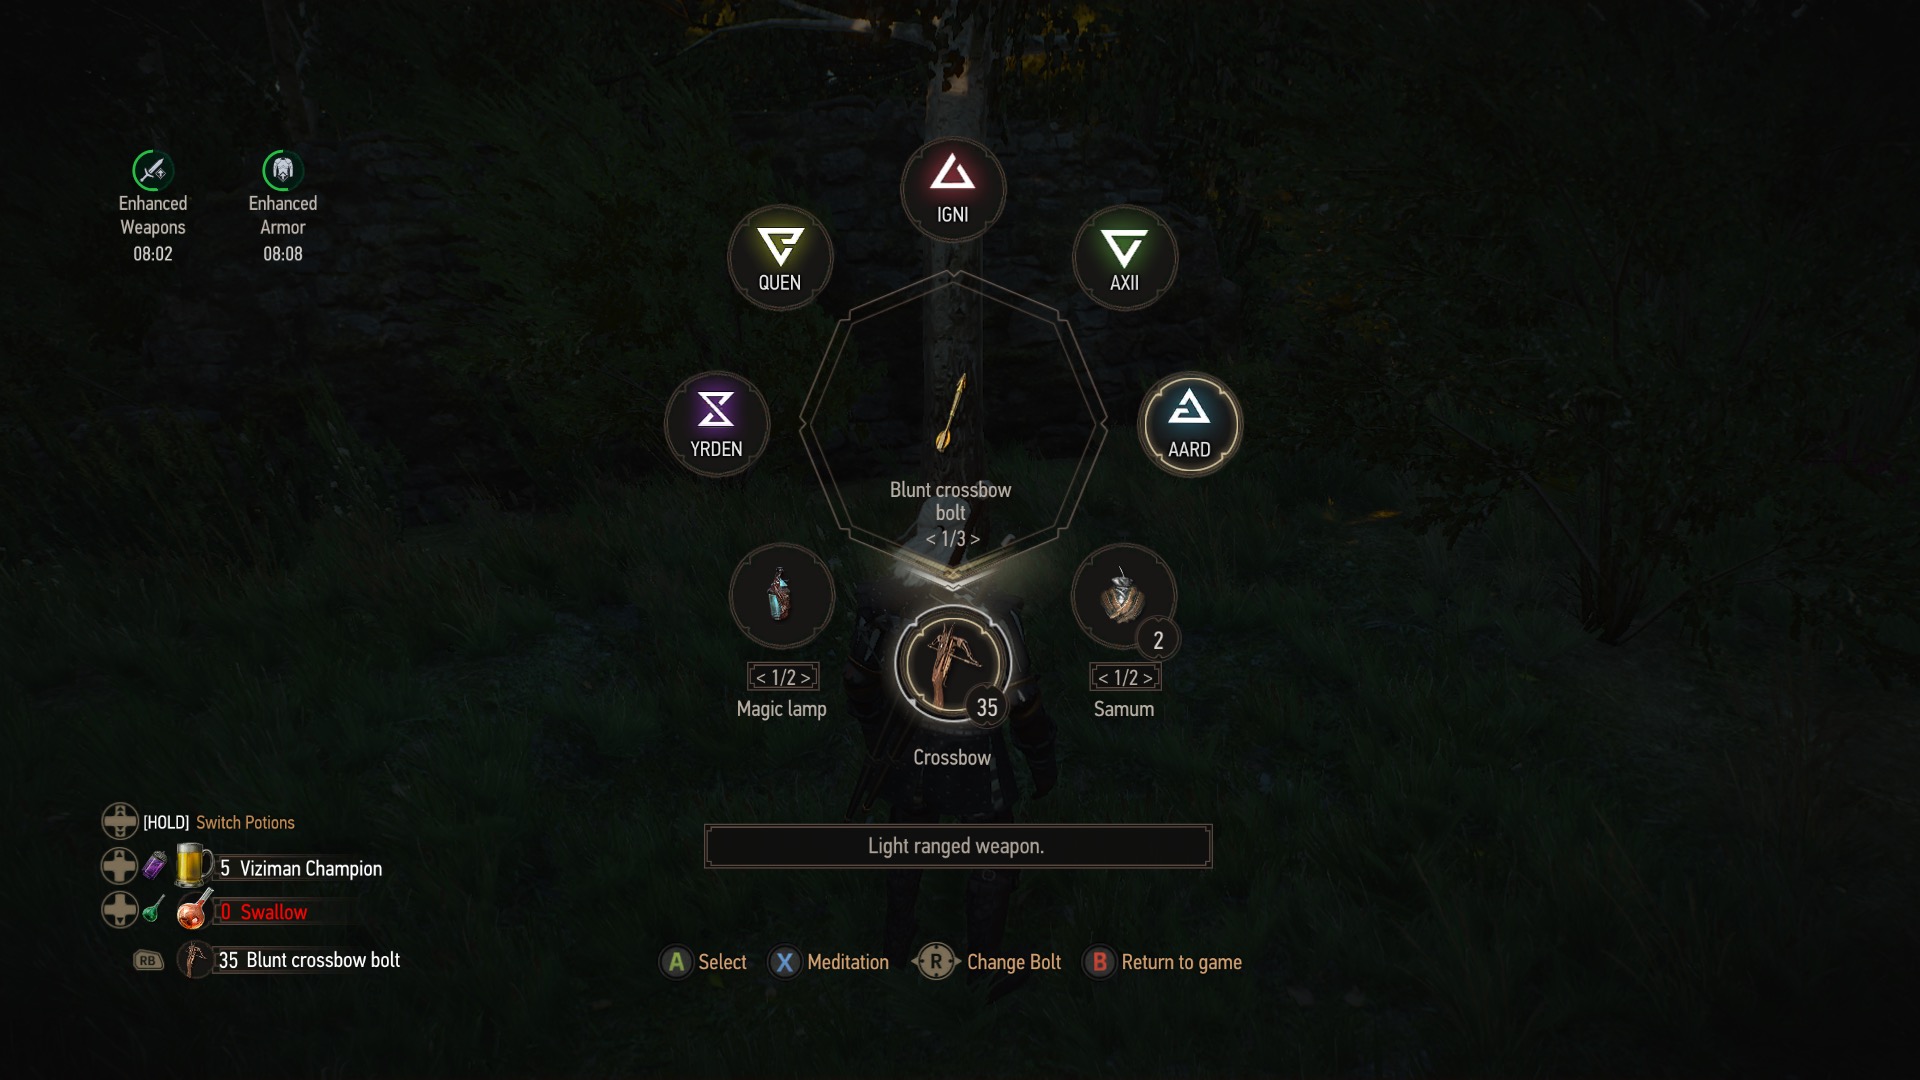 Enhanced
Weapons
08:02
Enhanced
Armor
08:08
IGNI
QUEN
AXII
YRDEN
AARD
Blunt crossbow
bolt
< 1/3 >
2
< 1/2 >
Magic lamp
35
Crossbow
< 1/2 >
Samum
Light ranged weapon.
[HOLD] Switch Potions
5 Viziman Champion
0 Swallow
RB 35 Blunt crossbow bolt
A Select X Meditation R Change Bolt B Return to game